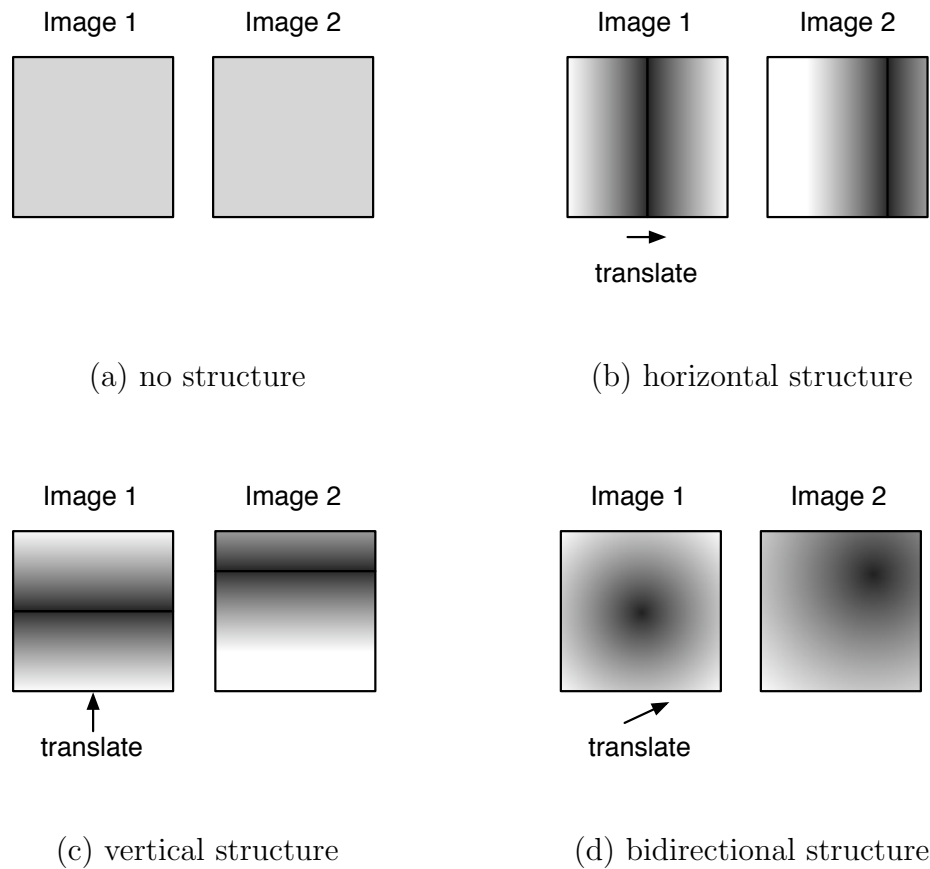 Image 1
Image 2
Image 1
Image 2
translate
(a) no structure
(b) horizontal structure
Image 1
Image 2
Image 1
Image 2
translate
translate
(c) vertical structure
(d) bidirectional structure